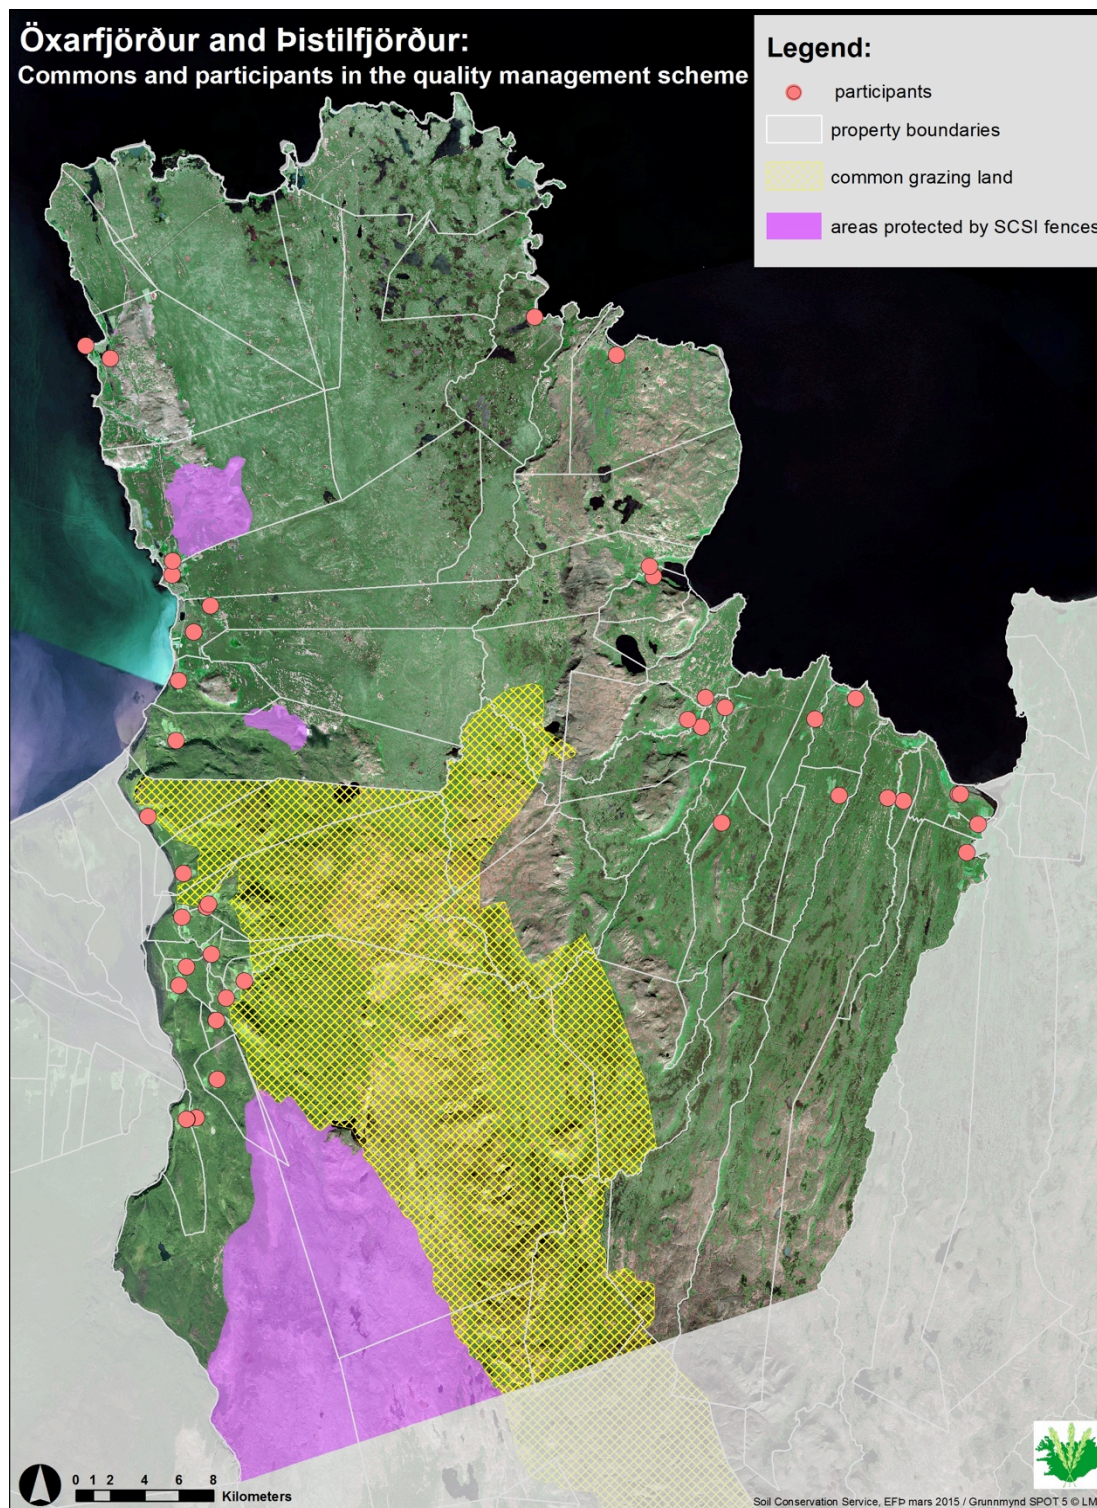 Öxarfjörður and Þistilfjörður:
Commons and participants in the quality management scheme
Legend:
participants
property boundaries
common grazing land
areas protected by SCSI fences
0 1 2 4 6 8
Kilometers
Soil Conservation Service, EFÞ mars 2015 / Grunnmynd SPOT 5 © LM